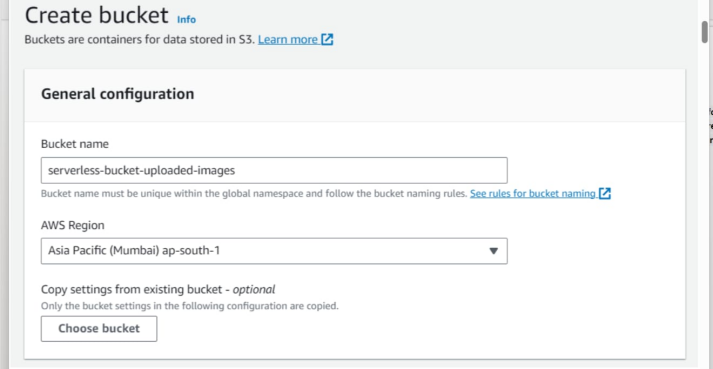 Create bucket Info
Buckets are containers for data stored in S3. Learn more
General configuration
Bucket name
serverless-bucket-uploaded-images
Bucket name must be unique within the global namespace and follow the bucket naming rules. See rules for bucket naming
AWS Region
Asia Pacific (Mumbai) ap-south-1
Copy settings from existing bucket - optional
Only the bucket settings in the following configuration are copied.
Choose bucket